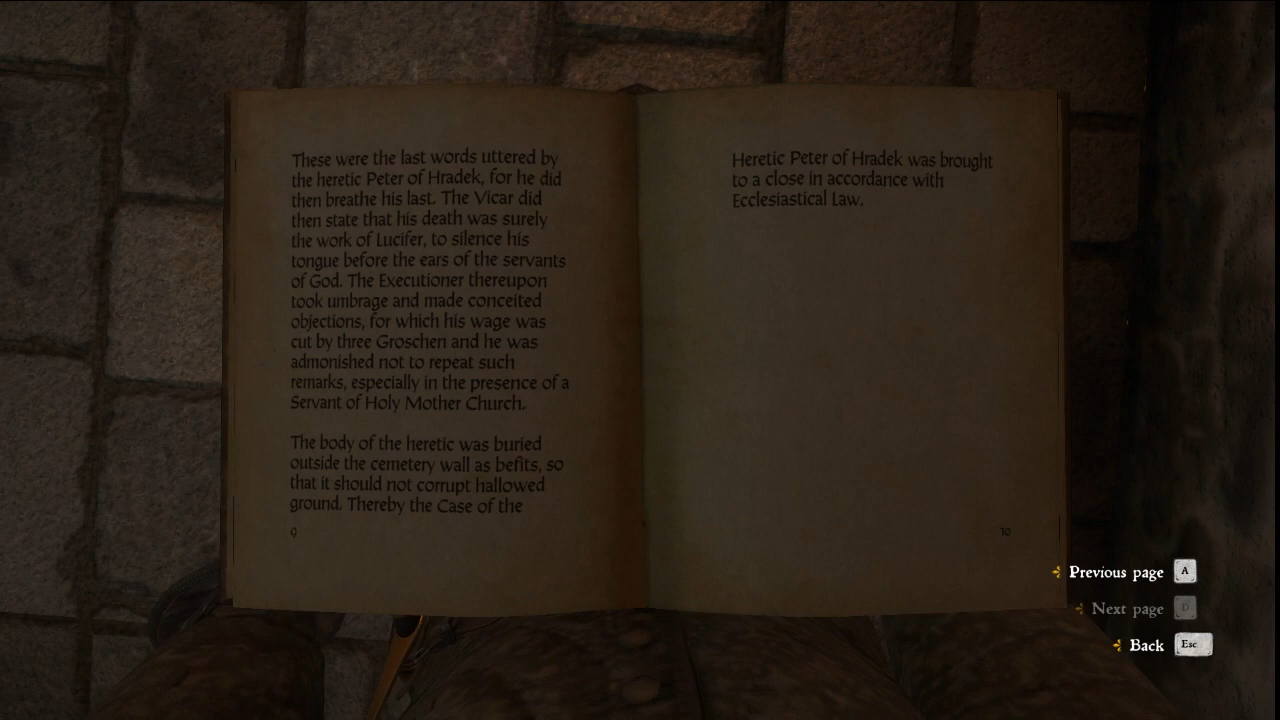 These were the last words uttered by
the heretic Peter of Hradek, for he did
then breathe his last. The Vicar did
then state that his death was surely
the work of Lucifer, to silence his
tongue before the ears of the servants
of God. The Executioner thereupon
took umbrage and made conceited
objections, for which his wage was
cut by three Groschen and he was
admonished not to repeat such
remarks, especially in the presence of a
Servant of Holy Mother Church.
The body of the heretic was buried
outside the cemetery wall as befits, so
that it should not corrupt hallowed
ground. Thereby the Case of the
9
Heretic Peter of Hradek was brought
to a close in accordance with
Ecclesiastical Law.
10
Previous page A
Next page D
Back Esc